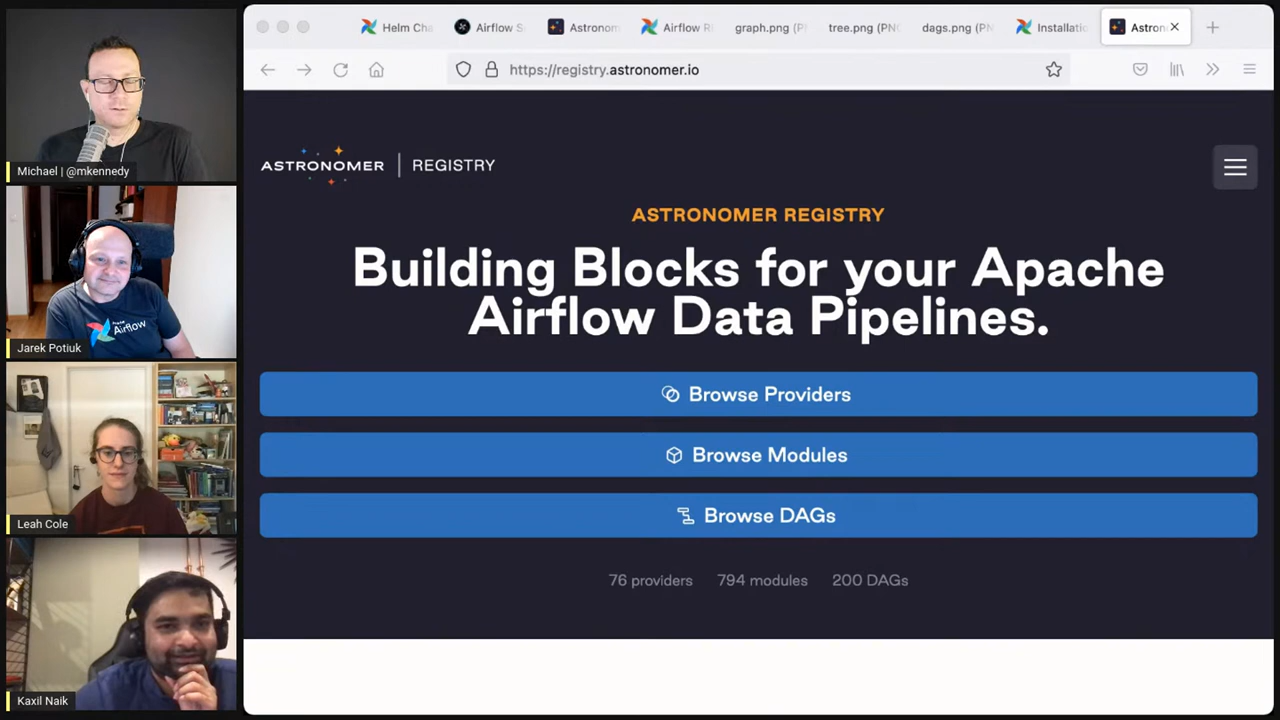 Helm Cha
Airflow S
Astronom
Airflow R
graph.png (PN
tree.png (PNG
dags.png (PN
Installatio
Astron
https://registry.astronomer.io
ASTRONOMER | REGISTRY
ASTRONOMER REGISTRY
Building Blocks for your Apache
Airflow Data Pipelines.
Browse Providers
Browse Modules
Browse DAGs
76 providers 794 modules 200 DAGs
Michael | @mkennedy
Airflow
Jarek Potiuk
Leah Cole
Kaxil Naik